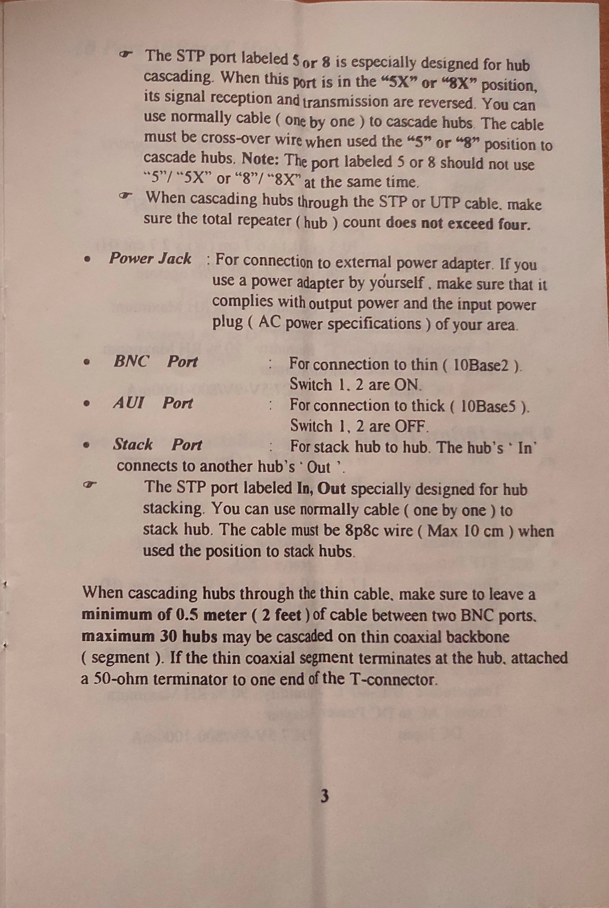 ☞ The STP port labeled 5 or 8 is especially designed for hub
cascading. When this port is in the “5X” or “8X” position,
its signal reception and transmission are reversed. You can
use normally cable ( one by one ) to cascade hubs. The cable
must be cross-over wire when used the “5” or “8” position to
cascade hubs. Note: The port labeled 5 or 8 should not use
“5”/ “5X” or “8”/ “8X” at the same time.
☞ When cascading hubs through the STP or UTP cable, make
sure the total repeater ( hub ) count does not exceed four.
• Power Jack : For connection to external power adapter. If you
use a power adapter by yourself , make sure that it
complies with output power and the input power
plug ( AC power specifications ) of your area.
• BNC Port : For connection to thin ( 10Base2 ).
Switch 1, 2 are ON.
• AUI Port : For connection to thick ( 10Base5 ).
Switch 1, 2 are OFF.
• Stack Port : For stack hub to hub. The hub's ‘ In’
connects to another hub's ‘ Out ’.
☞ The STP port labeled In, Out specially designed for hub
stacking. You can use normally cable ( one by one ) to
stack hub. The cable must be 8p8c wire ( Max 10 cm ) when
used the position to stack hubs.
When cascading hubs through the thin cable, make sure to leave a
minimum of 0.5 meter ( 2 feet ) of cable between two BNC ports,
maximum 30 hubs may be cascaded on thin coaxial backbone
( segment ). If the thin coaxial segment terminates at the hub, attached
a 50-ohm terminator to one end of the T-connector.
3